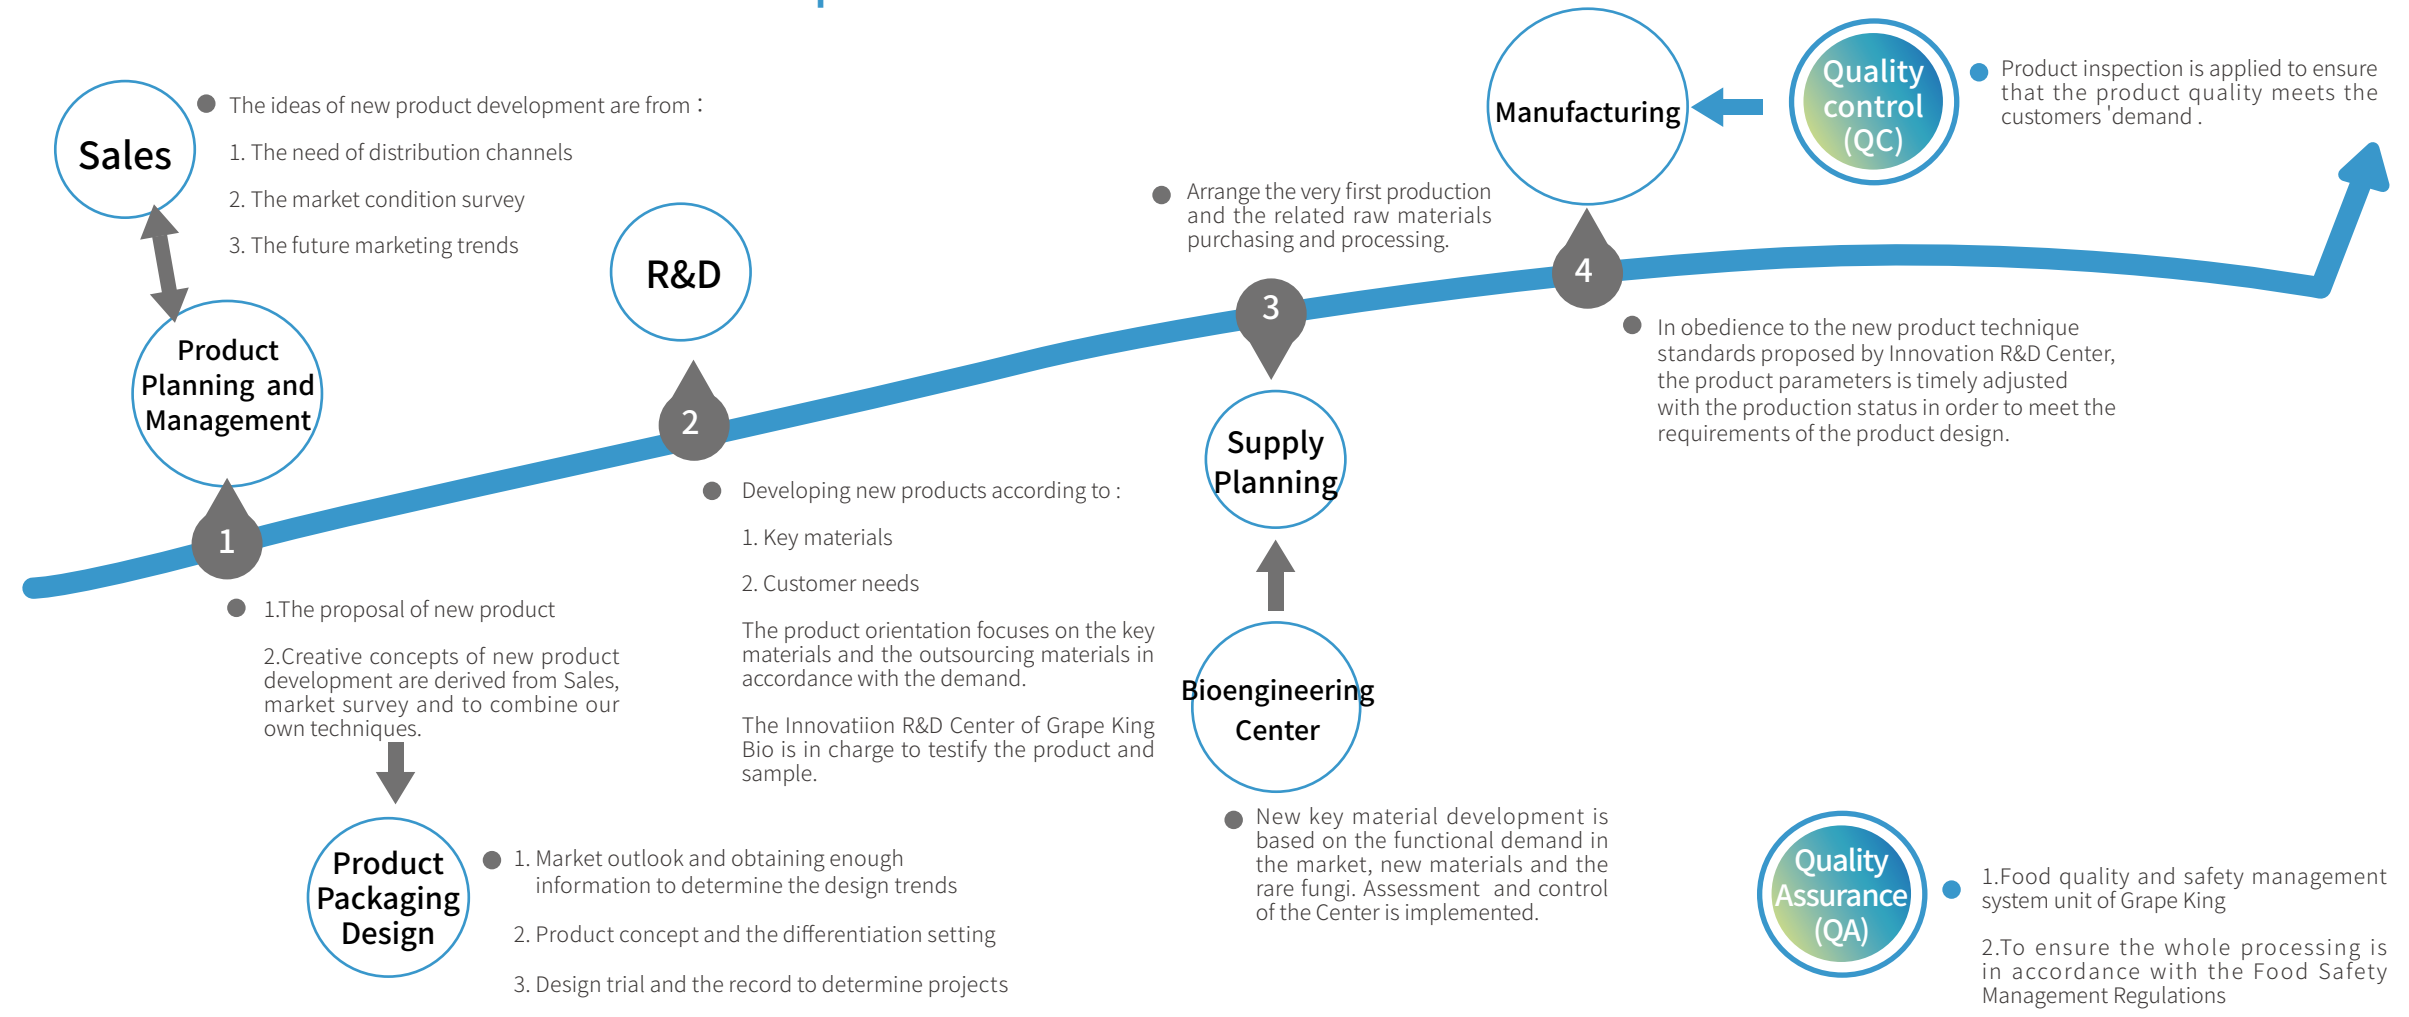 Sales
The ideas of new product development are from：
1. The need of distribution channels
2. The market condition survey
3. The future marketing trends
Product
Planning and
Management
1
1.The proposal of new product
2.Creative concepts of new product
development are derived from Sales,
market survey and to combine our
own techniques.
Product
Packaging
Design
1. Market outlook and obtaining enough
information to determine the design trends
2. Product concept and the differentiation setting
3. Design trial and the record to determine projects
R&D
2
Developing new products according to :
1. Key materials
2. Customer needs
The product orientation focuses on the key
materials and the outsourcing materials in
accordance with the demand.
The Innovatiion R&D Center of Grape King
Bio is in charge to testify the product and
sample.
Arrange the very first production
and the related raw materials
purchasing and processing.
3
Supply
Planning
Bioengineering
Center
New key material development is
based on the functional demand in
the market, new materials and the
rare fungi. Assessment and control
of the Center is implemented.
Manufacturing
4
In obedience to the new product technique
standards proposed by Innovation R&D Center,
the product parameters is timely adjusted
with the production status in order to meet the
requirements of the product design.
Quality
control
(QC)
Product inspection is applied to ensure
that the product quality meets the
customers 'demand .
Quality
Assurance
(QA)
1.Food quality and safety management
system unit of Grape King
2.To ensure the whole processing is
in accordance with the Food Safety
Management Regulations